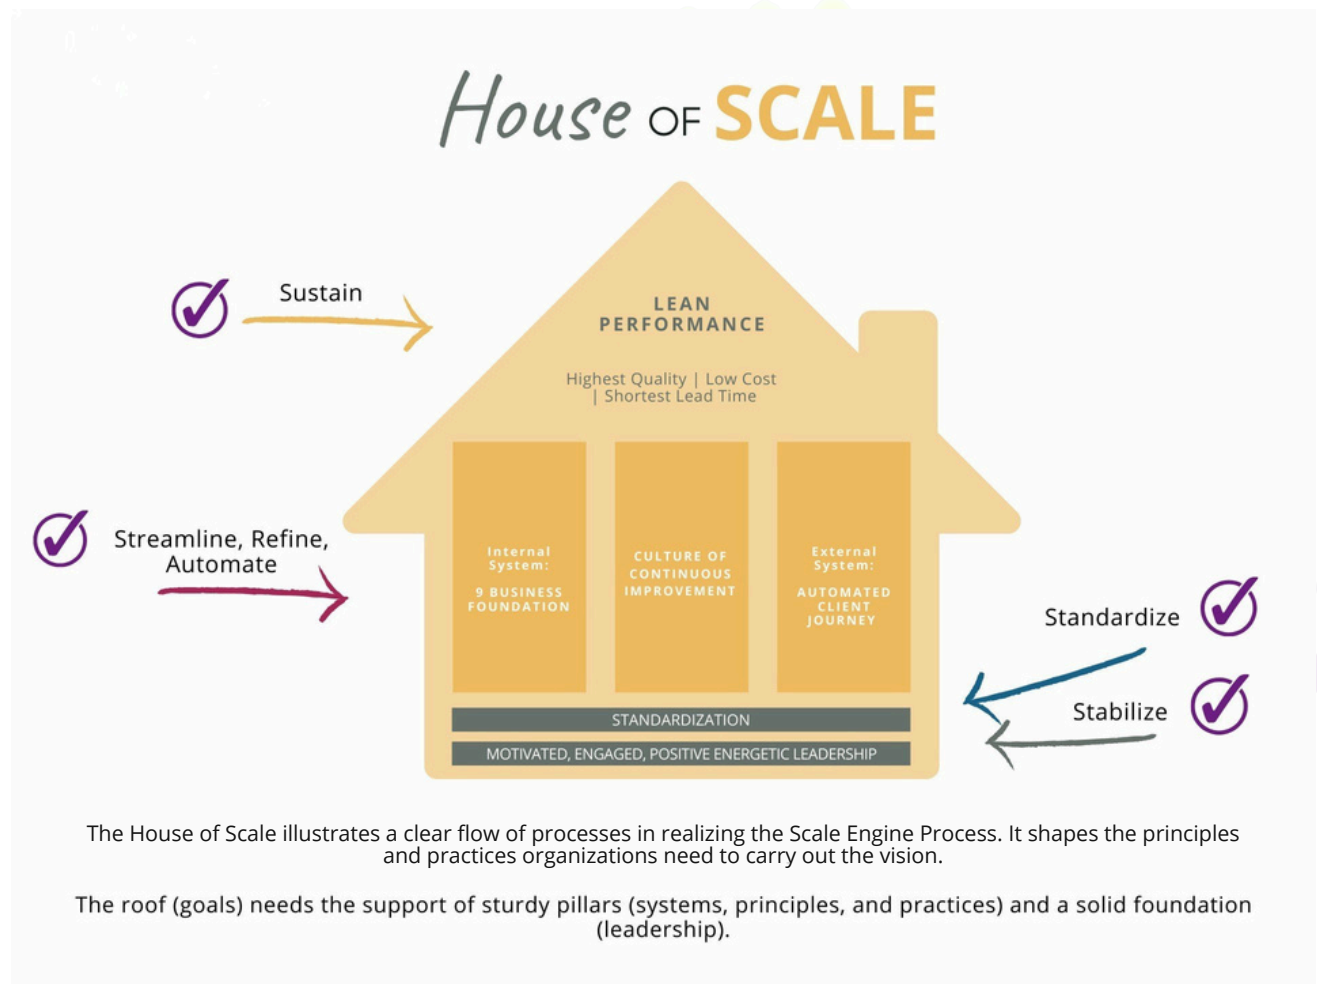 House OF SCALE
Sustain
LEAN
PERFORMANCE
Highest Quality | Low Cost
| Shortest Lead Time
Streamline, Refine,
Automate
Internal
System:
9 BUSINESS
FOUNDATION
CULTURE OF
CONTINUOUS
IMPROVEMENT
External
System:
AUTOMATED
CLIENT
JOURNEY
Standardize
Stabilize
STANDARDIZATION
MOTIVATED, ENGAGED, POSITIVE ENERGETIC LEADERSHIP
The House of Scale illustrates a clear flow of processes in realizing the Scale Engine Process. It shapes the principles
and practices organizations need to carry out the vision.
The roof (goals) needs the support of sturdy pillars (systems, principles, and practices) and a solid foundation
(leadership).